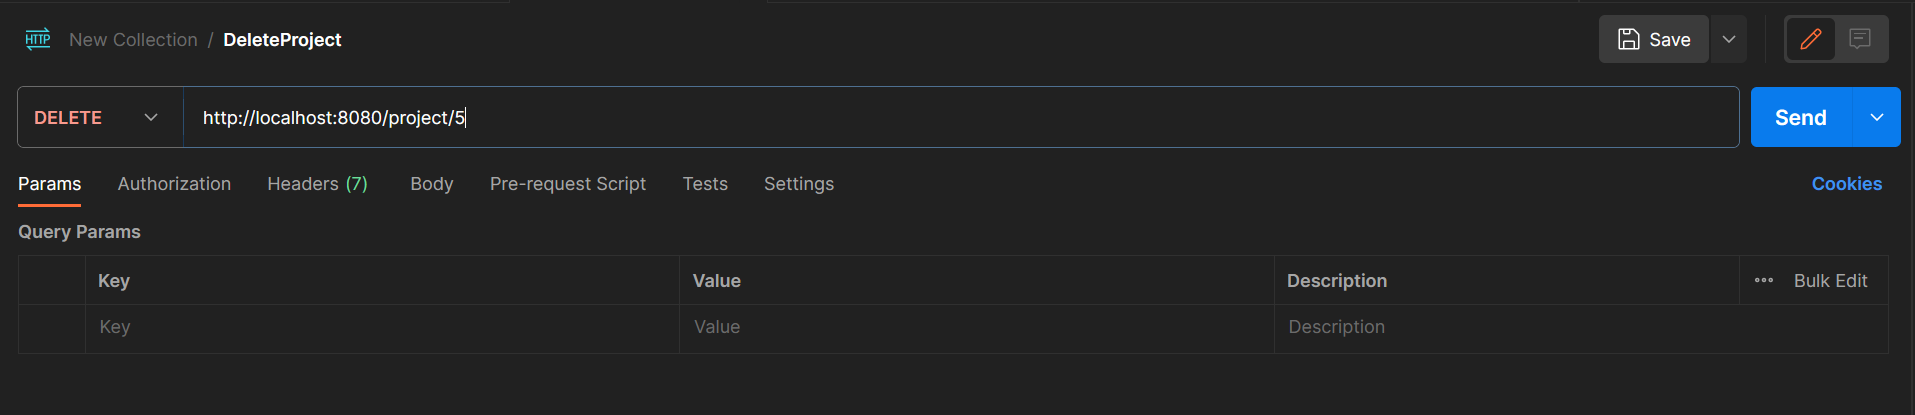 HTTP New Collection / DeleteProject Save
DELETE http://localhost:8080/project/5 Send
Params Authorization Headers (7) Body Pre-request Script Tests Settings Cookies
Query Params
Key Value Description Bulk Edit
Key Value Description